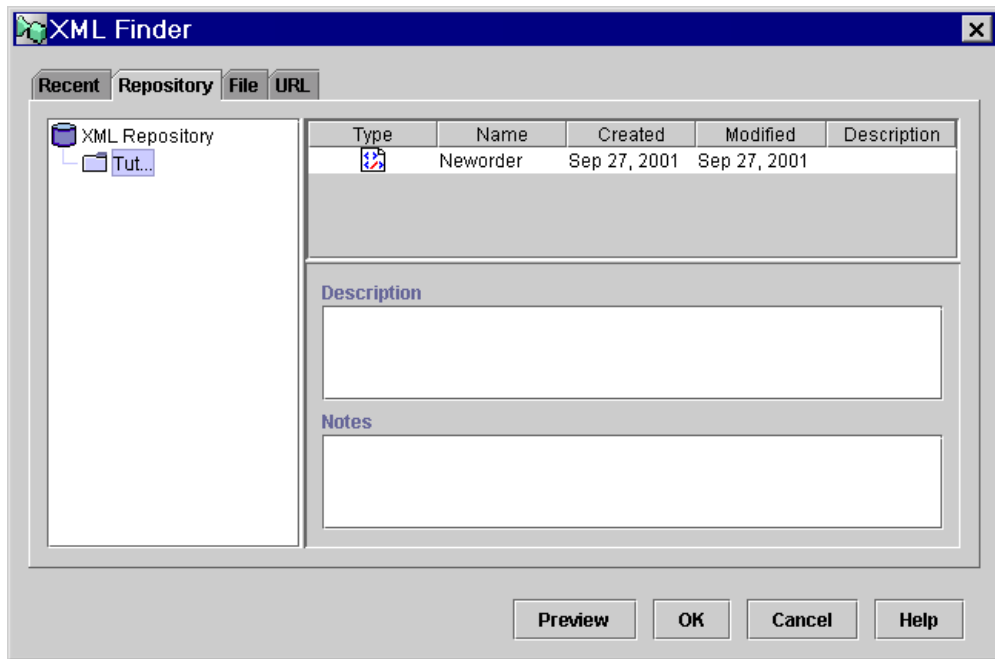 XML Finder
Recent Repository File URL
XML Repository
Tut...
Type Name Created Modified Description
Neworder Sep 27, 2001 Sep 27, 2001
Description
Notes
Preview OK Cancel Help